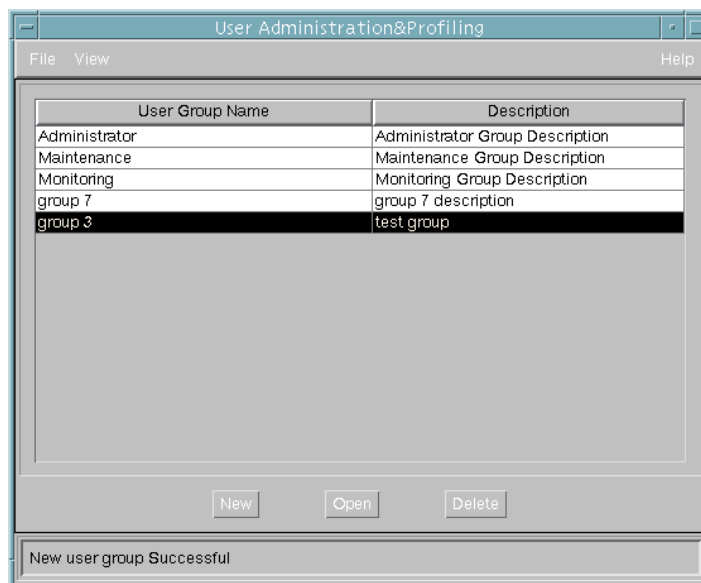 User Administration&Profiling
File View Help
User Group Name Description
Administrator Administrator Group Description
Maintenance Maintenance Group Description
Monitoring Monitoring Group Description
group 7 group 7 description
group 3 test group
New Open Delete
New user group Successful